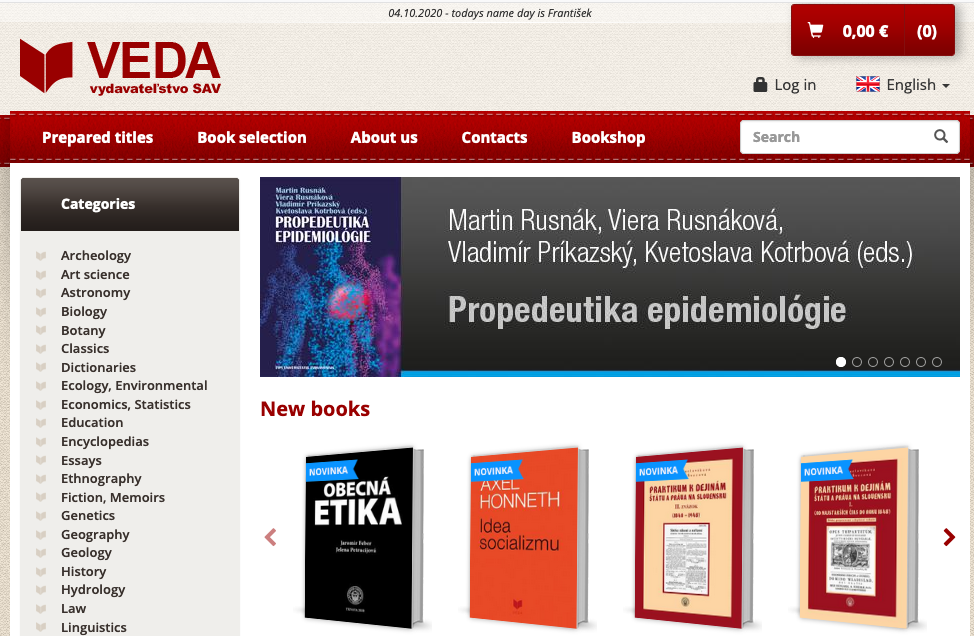 04.10.2020 - todays name day is František
0,00 € (0)
VEDA
vydavateľstvo SAV
Log in
English
Prepared titles
Book selection
About us
Contacts
Bookshop
Search
Categories
Archeology
Art science
Astronomy
Biology
Botany
Classics
Dictionaries
Ecology, Environmental
Economics, Statistics
Education
Encyclopedias
Essays
Ethnography
Fiction, Memoirs
Genetics
Geography
Geology
History
Hydrology
Law
Linguistics
Martin Rusnák
Viera Rusnáková
Vladimír Príkazský
Kvetoslava Kotrbová (eds.)
PROPEDEUTIKA
EPIDEMIOLÓGIE
Martin Rusnák, Viera Rusnáková,
Vladimír Príkazský, Kvetoslava Kotrbová (eds.)
Propedeutika epidemiológie
New books
NOVINKA
OBECNÁ
ETIKA
Jaromír Feber
Jelena Petrucijová
NOVINKA
AXEL
HONNETH
Idea
socializmu
NOVINKA
PRAKTIKUM K DEJINÁM
ŠTÁTU A PRÁVA NA SLOVENSKU
II. zväzok
(1848 – 1948)
NOVINKA
PRAKTIKUM K DEJINÁM
ŠTÁTU A PRÁVA NA SLOVENSKU
I.
(OD NAJSTARŠÍCH ČIAS DO ROKU 1848)